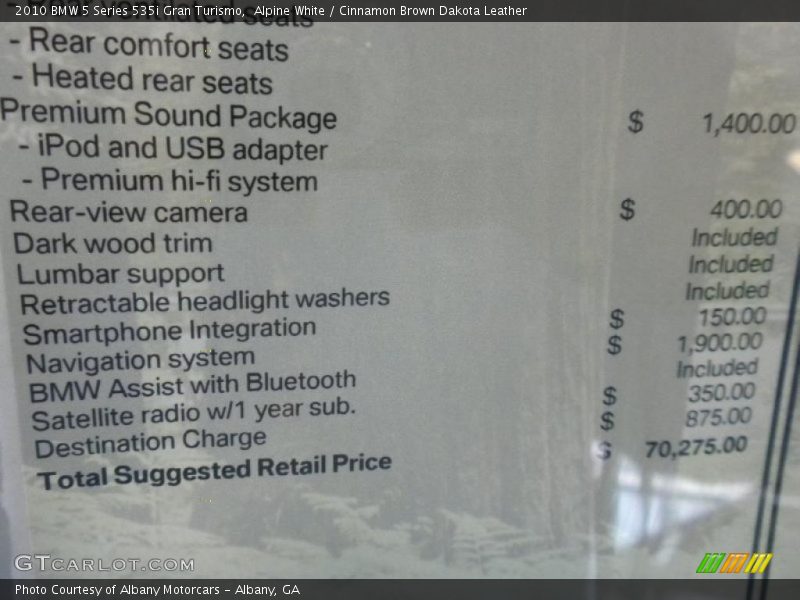 2010 BMW 5 Series 535i Gran Turismo, Alpine White / Cinnamon Brown Dakota Leather
- Rear ventilated seats
- Rear comfort seats
- Heated rear seats
Premium Sound Package $ 1,400.00
- iPod and USB adapter
- Premium hi-fi system
Rear-view camera $ 400.00
Dark wood trim Included
Lumbar support Included
Retractable headlight washers Included
Smartphone Integration $ 150.00
Navigation system $ 1,900.00
BMW Assist with Bluetooth Included
Satellite radio w/1 year sub. $ 350.00
Destination Charge $ 875.00
Total Suggested Retail Price $ 70,275.00
GTCARLOT.COM
Photo Courtesy of Albany Motorcars - Albany, GA